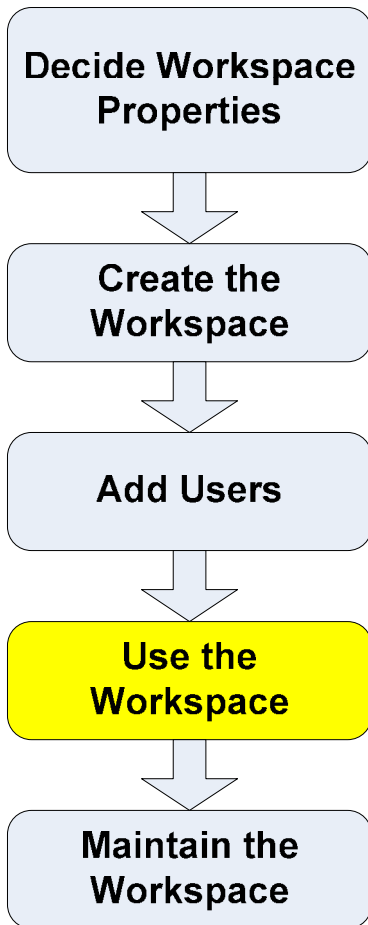 Decide Workspace
Properties
Create the
Workspace
Add Users
Use the
Workspace
Maintain the
Workspace